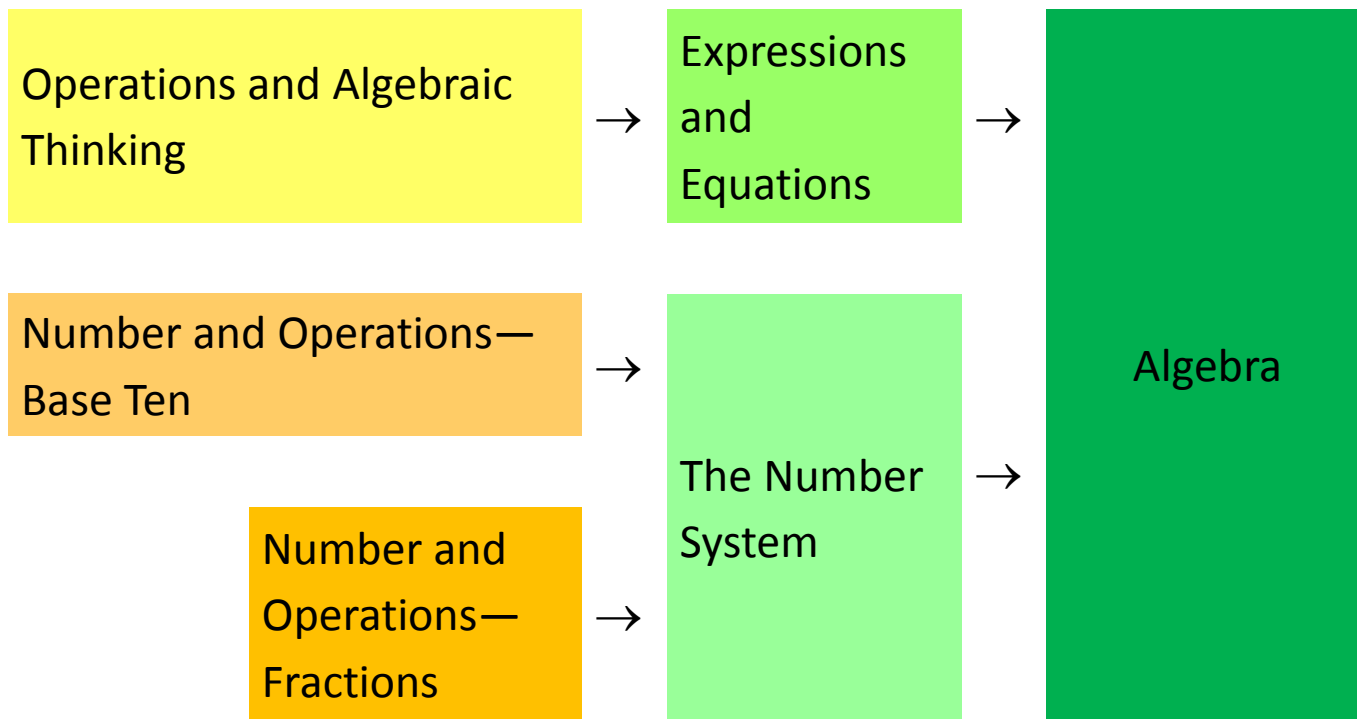 Operations and Algebraic
Thinking
→
Expressions
and
Equations
→
Number and Operations—
Base Ten
→
Number and
Operations—
Fractions
→
The Number
System
→
Algebra